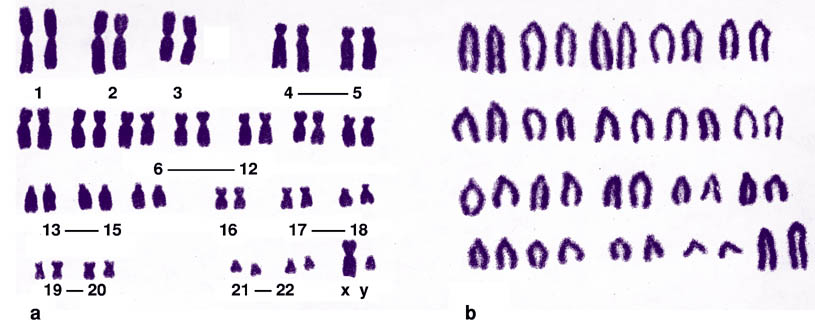 1 2 3 4 — 5
6 — 12
13 — 15 16 17 — 18
19 — 20 21 — 22 x y
a b